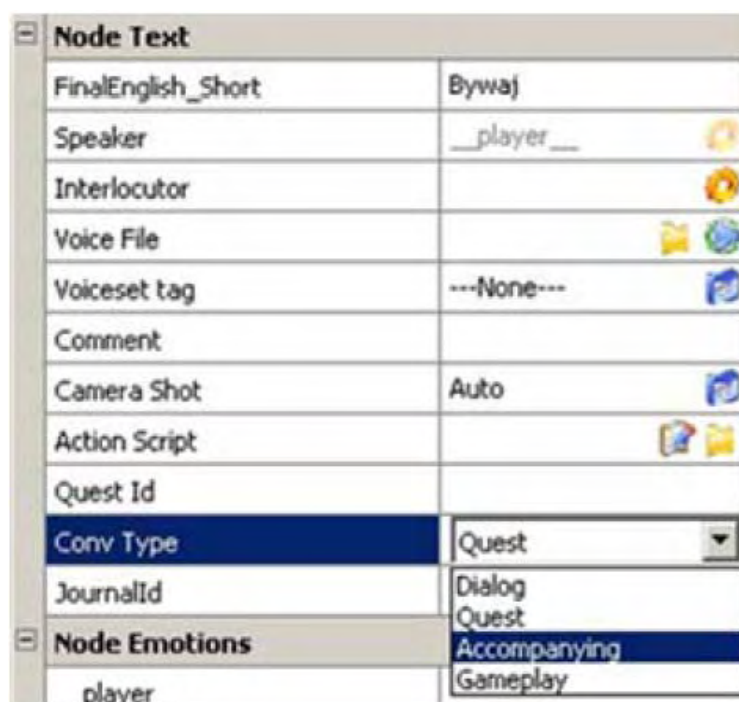 Node Text
FinalEnglish_Short Bywaj
Speaker __player__
Interlocutor
Voice File
Voiceset tag ---None---
Comment
Camera Shot Auto
Action Script
Quest Id
Conv Type Quest
JournalId Dialog
Quest
Node Emotions Accompanying
player Gameplay